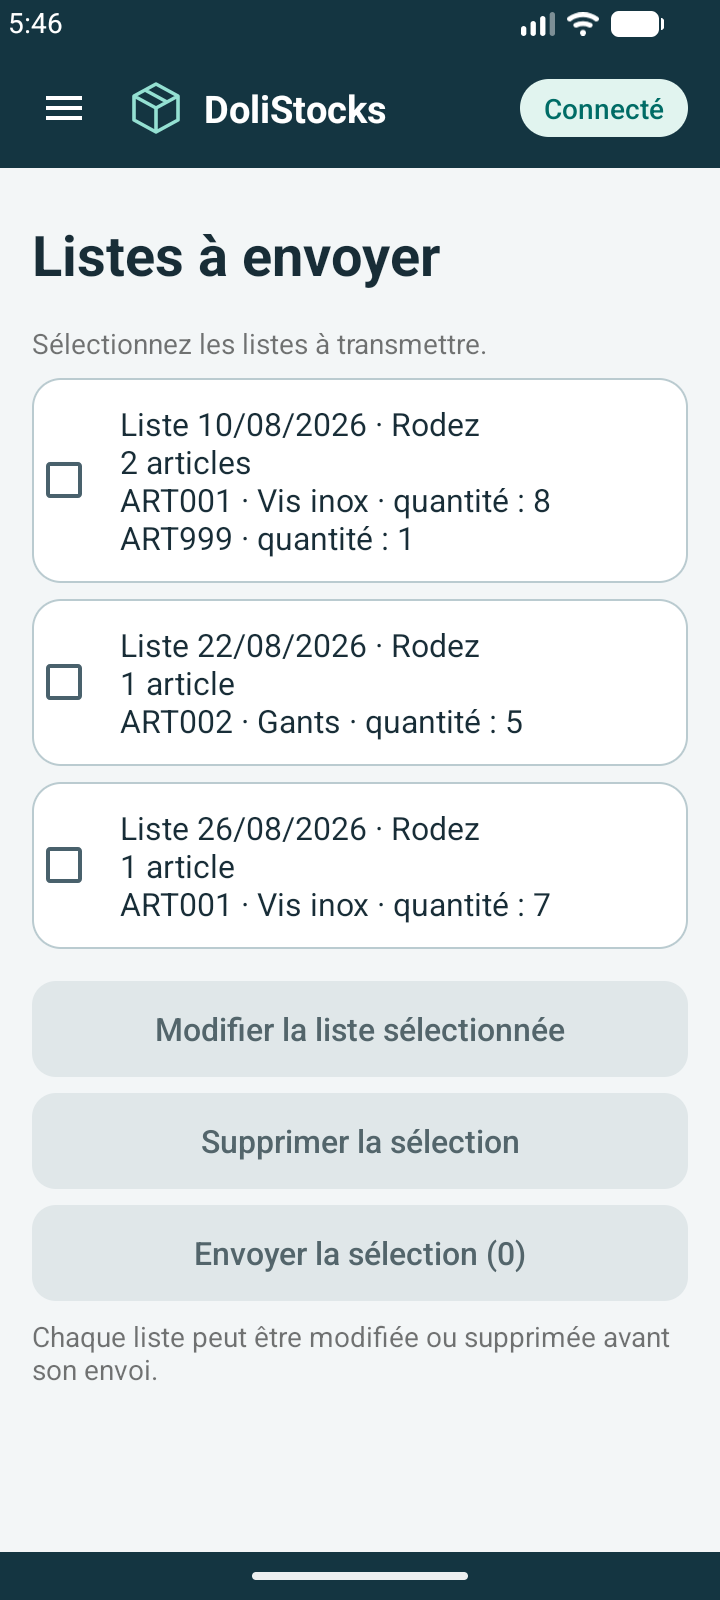 5:46
DoliStocks
Connecté
Listes à envoyer
Sélectionnez les listes à transmettre.
Liste 10/08/2026 · Rodez
2 articles
ART001 · Vis inox · quantité : 8
ART999 · quantité : 1
Liste 22/08/2026 · Rodez
1 article
ART002 · Gants · quantité : 5
Liste 26/08/2026 · Rodez
1 article
ART001 · Vis inox · quantité : 7
Modifier la liste sélectionnée
Supprimer la sélection
Envoyer la sélection (0)
Chaque liste peut être modifiée ou supprimée avant
son envoi.